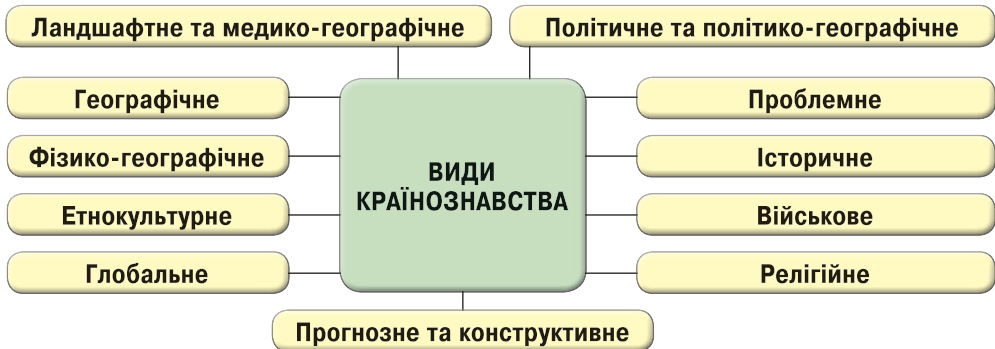 Ландшафтне та медико-географічне
Політичне та політико-географічне
Географічне
Фізико-географічне
Етнокультурне
Глобальне
ВИДИ
КРАЇНОЗНАВСТВА
Проблемне
Історичне
Військове
Релігійне
Прогнозне та конструктивне